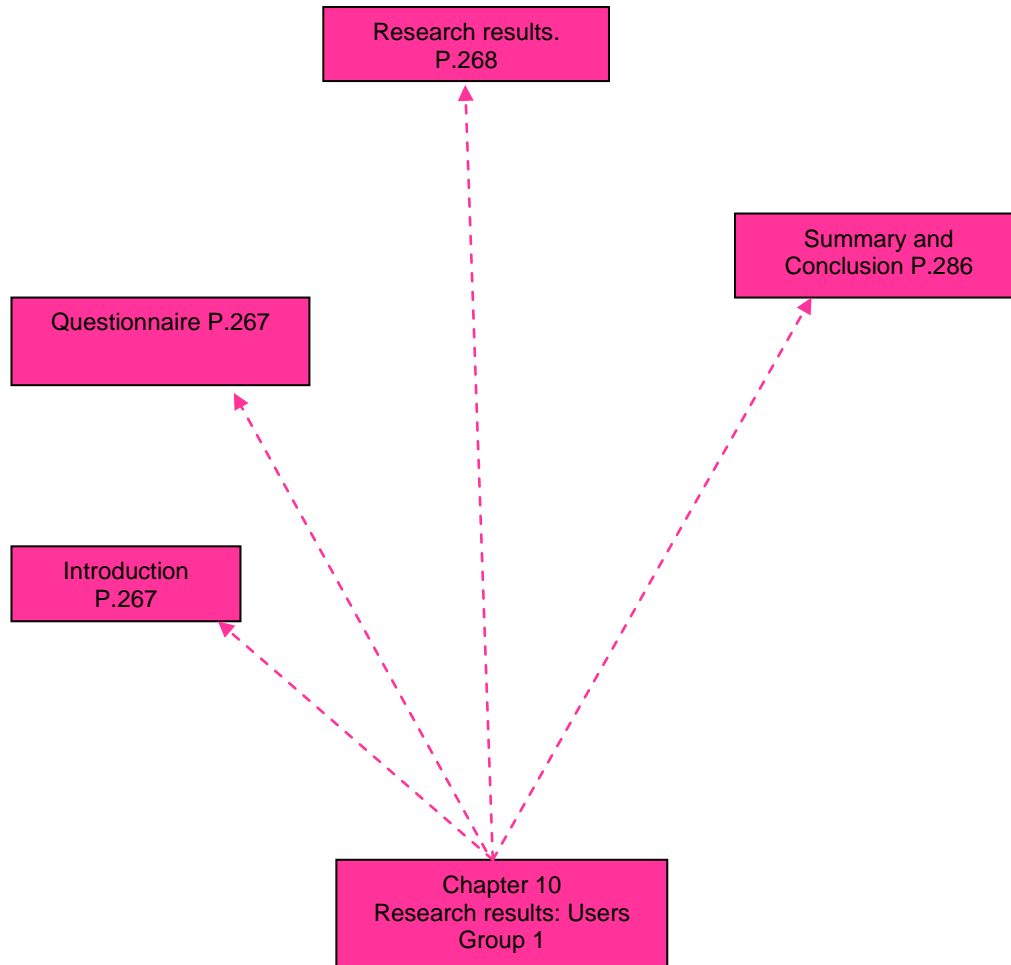 Research results.
P.268
Summary and
Conclusion P.286
Questionnaire P.267
Introduction
P.267
Chapter 10
Research results: Users
Group 1